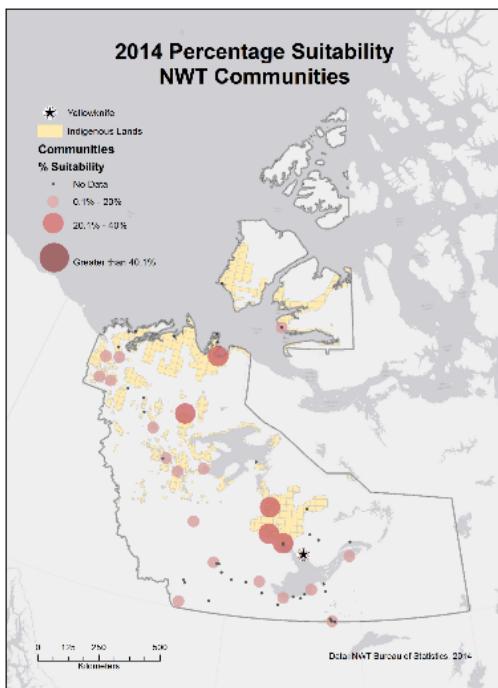 2014 Percentage Suitability
NWT Communities
Yellowknife
Indigenous Lands
Communities
% Suitability
No Data
0.1% - 20%
20.1% - 40%
Greater than 40.1%
0 125 250 500
Kilometers
Data: NWT Bureau of Statistics, 2014